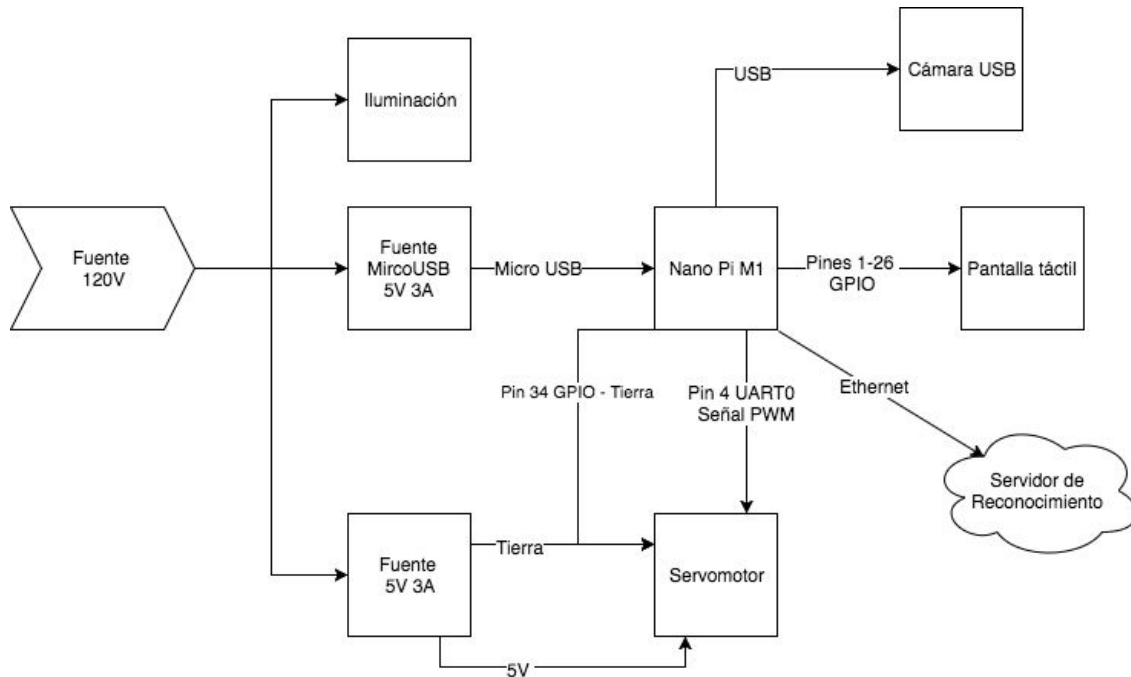 USB
Cámara USB
Iluminación
Fuente
120V
Fuente
MircoUSB
5V 3A
Micro USB
Nano Pi M1
Pines 1-26
GPIO
Pantalla táctil
Pin 34 GPIO - Tierra
Pin 4 UART0
Señal PWM
Ethernet
Servidor de
Reconocimiento
Fuente
5V 3A
Tierra
Servomotor
5V